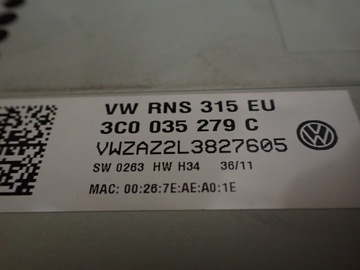 VW RNS 315 EU
3C0 035 279 C
VWZAZ2L3827605
SW 0263 HW H34 36/11
MAC: 00:26:7E:AE:A0:1E